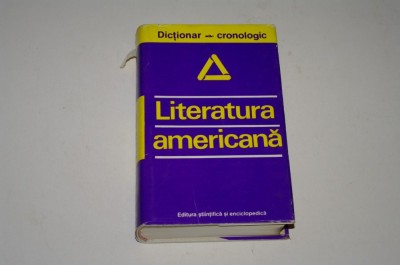 Dicționar - cronologic
Literatura
americană
Editura științifică și enciclopedică